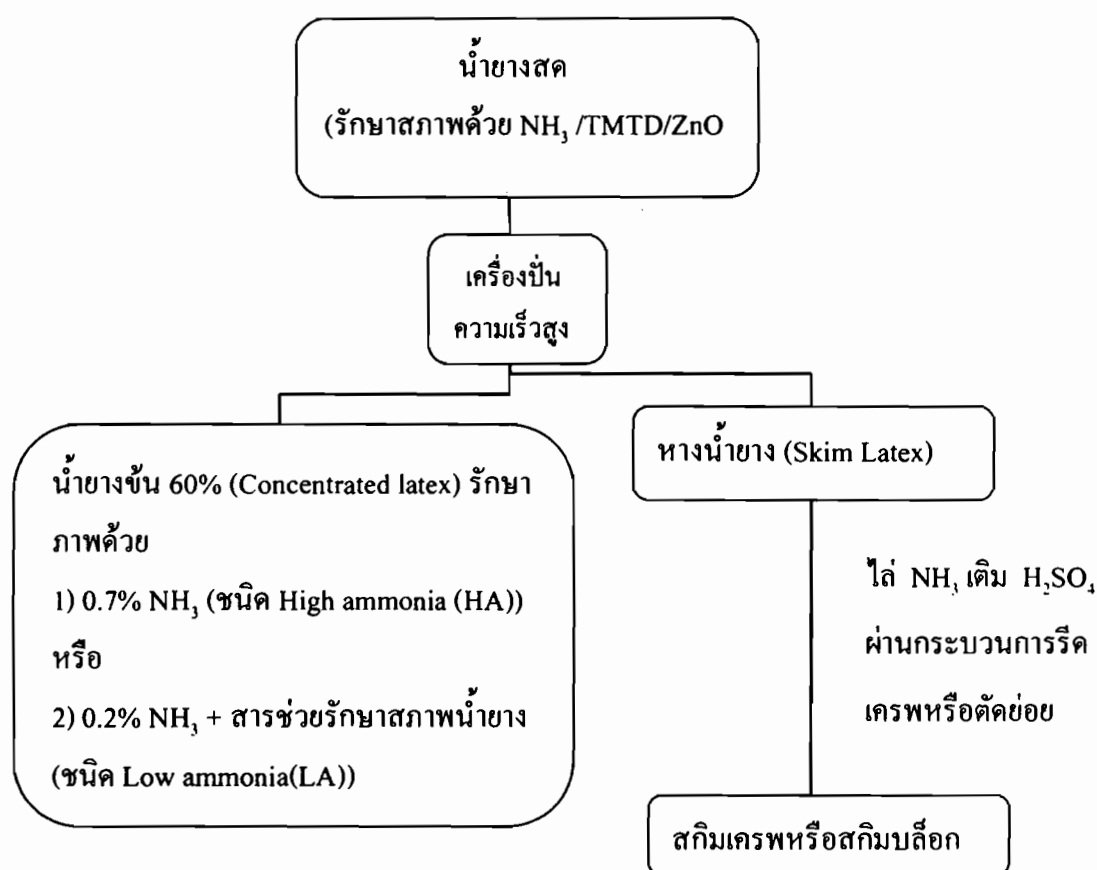 น้ำยางสด
(รักษาสภาพด้วย NH₃ /TMTD/ZnO
เครื่องปั่น
ความเร็วสูง
น้ำยางข้น 60% (Concentrated latex) รักษา
ภาพด้วย
1) 0.7% NH₃ (ชนิด High ammonia (HA))
หรือ
2) 0.2% NH₃ + สารช่วยรักษาสภาพน้ำยาง
(ชนิด Low ammonia(LA))
หางน้ำยาง (Skim Latex)
ไล่ NH₃ เติม H₂SO₄
ผ่านกระบวนการรีด
เครพหรือตัดย่อย
สกิมเครพหรือสกิมบล็อก